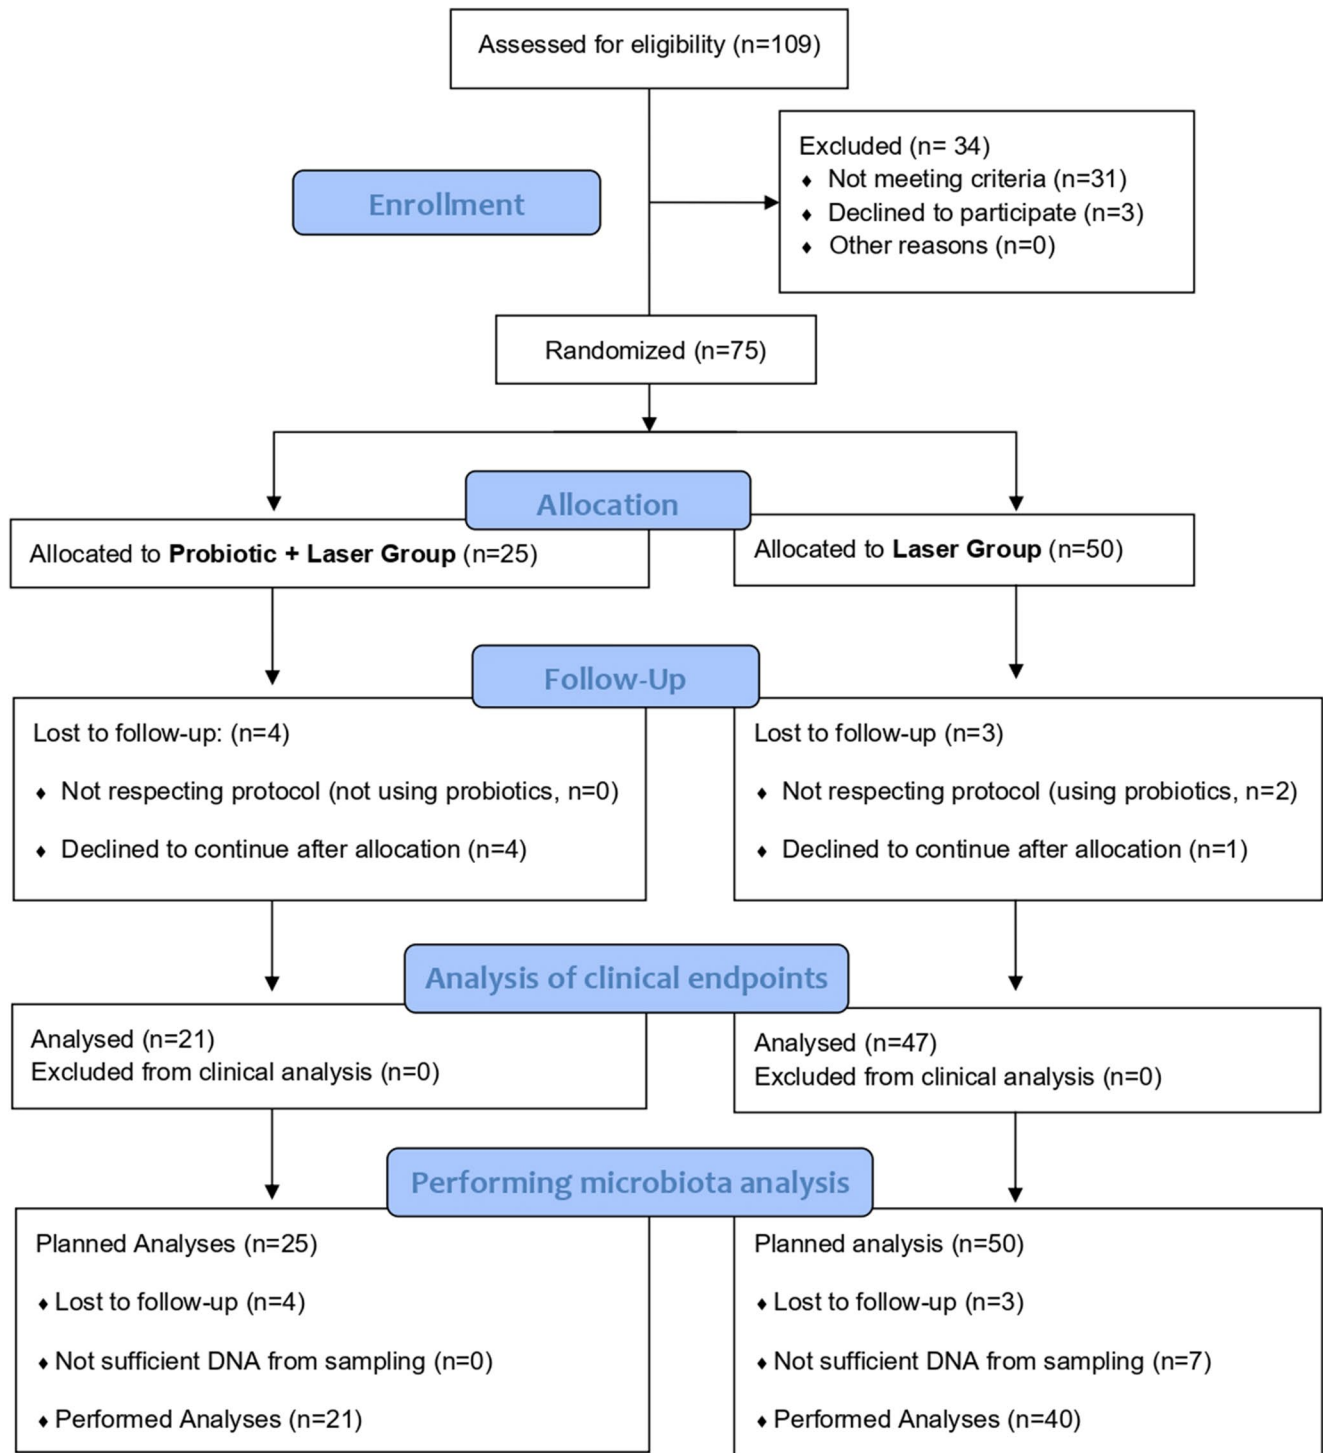 Assessed for eligibility (n=109)
Excluded (n= 34)
♦ Not meeting criteria (n=31)
♦ Declined to participate (n=3)
♦ Other reasons (n=0)
Enrollment
Randomized (n=75)
Allocation
Allocated to Probiotic + Laser Group (n=25)
Allocated to Laser Group (n=50)
Follow-Up
Lost to follow-up: (n=4)
♦ Not respecting protocol (not using probiotics, n=0)
♦ Declined to continue after allocation (n=4)
Lost to follow-up (n=3)
♦ Not respecting protocol (using probiotics, n=2)
♦ Declined to continue after allocation (n=1)
Analysis of clinical endpoints
Analysed (n=21)
Excluded from clinical analysis (n=0)
Analysed (n=47)
Excluded from clinical analysis (n=0)
Performing microbiota analysis
Planned Analyses (n=25)
♦ Lost to follow-up (n=4)
♦ Not sufficient DNA from sampling (n=0)
♦ Performed Analyses (n=21)
Planned analysis (n=50)
♦ Lost to follow-up (n=3)
♦ Not sufficient DNA from sampling (n=7)
♦ Performed Analyses (n=40)